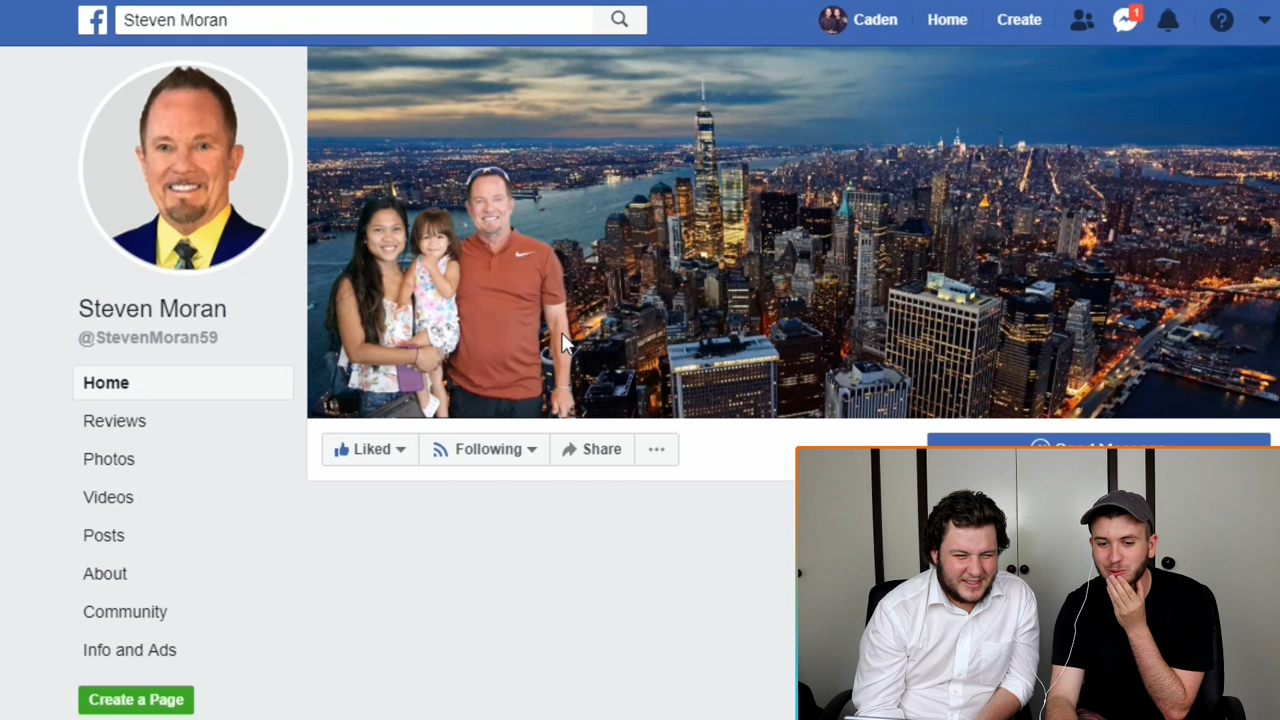 Steven Moran
Caden Home Create 1
Steven Moran
@StevenMoran59
Home
Reviews
Photos
Videos
Posts
About
Community
Info and Ads
Create a Page
Liked Following Share